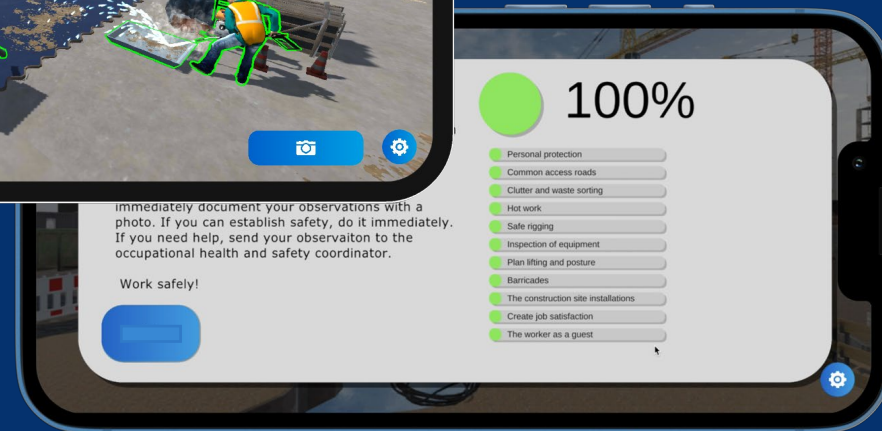 immediately document your observations with a
photo. If you can establish safety, do it immediately.
If you need help, send your observaiton to the
occupational health and safety coordinator.
Work safely!
100%
Personal protection
Common access roads
Clutter and waste sorting
Hot work
Safe rigging
Inspection of equipment
Plan lifting and posture
Barricades
The construction site installations
Create job satisfaction
The worker as a guest